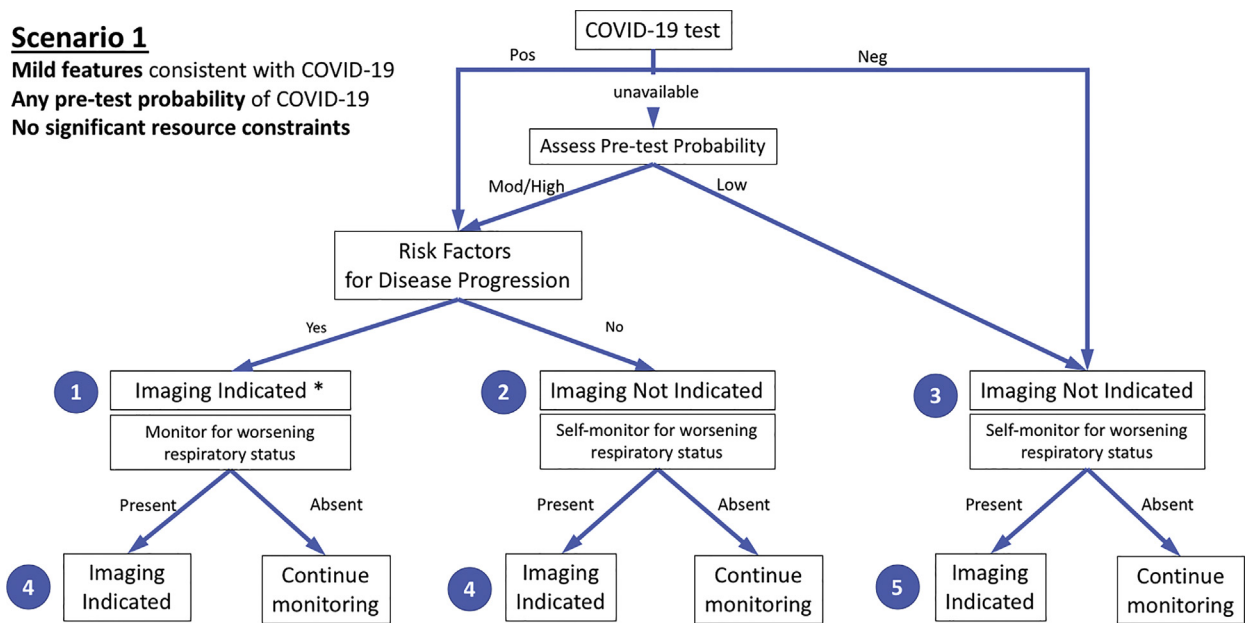 Scenario 1
Mild features consistent with COVID-19
Any pre-test probability of COVID-19
No significant resource constraints
COVID-19 test
Pos
Neg
unavailable
Assess Pre-test Probability
Mod/High
Low
Risk Factors
for Disease Progression
Yes
No
1
Imaging Indicated *
2
Imaging Not Indicated
3
Imaging Not Indicated
Monitor for worsening
respiratory status
Self-monitor for worsening
respiratory status
Self-monitor for worsening
respiratory status
Present
Absent
Present
Absent
Present
Absent
4
Imaging
Indicated
Continue
monitoring
4
Imaging
Indicated
Continue
monitoring
5
Imaging
Indicated
Continue
monitoring